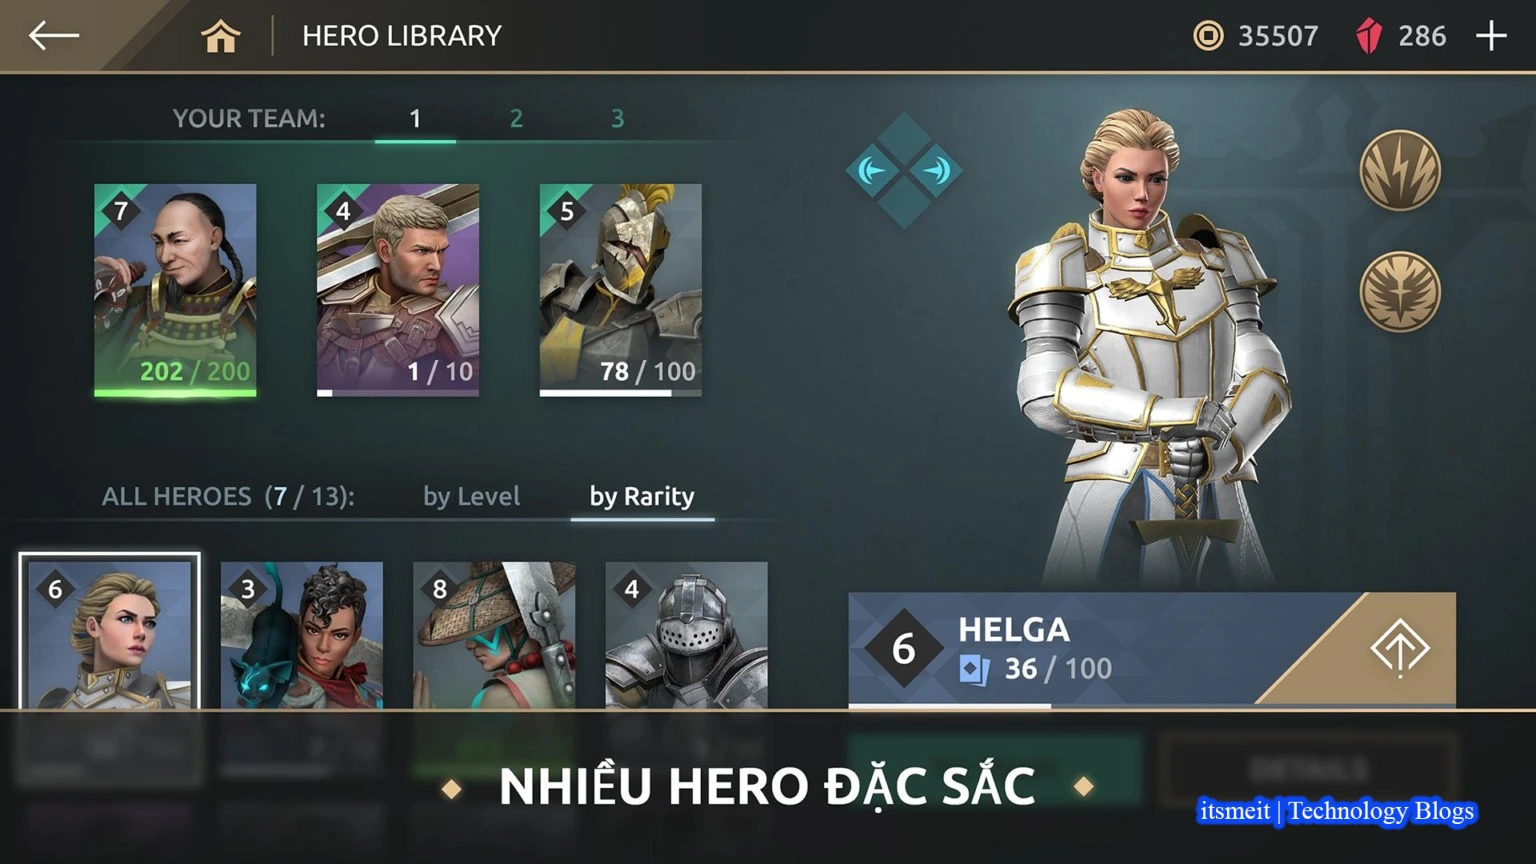 HERO LIBRARY
35507
286
YOUR TEAM: 1 2 3
7
4
5
202 / 200
1 / 10
78 / 100
ALL HEROES (7 / 13): by Level by Rarity
6
3
8
4
6
HELGA
36 / 100
DETAILS
NHIỀU HERO ĐẶC SẮC
itsmeit | Technology Blogs